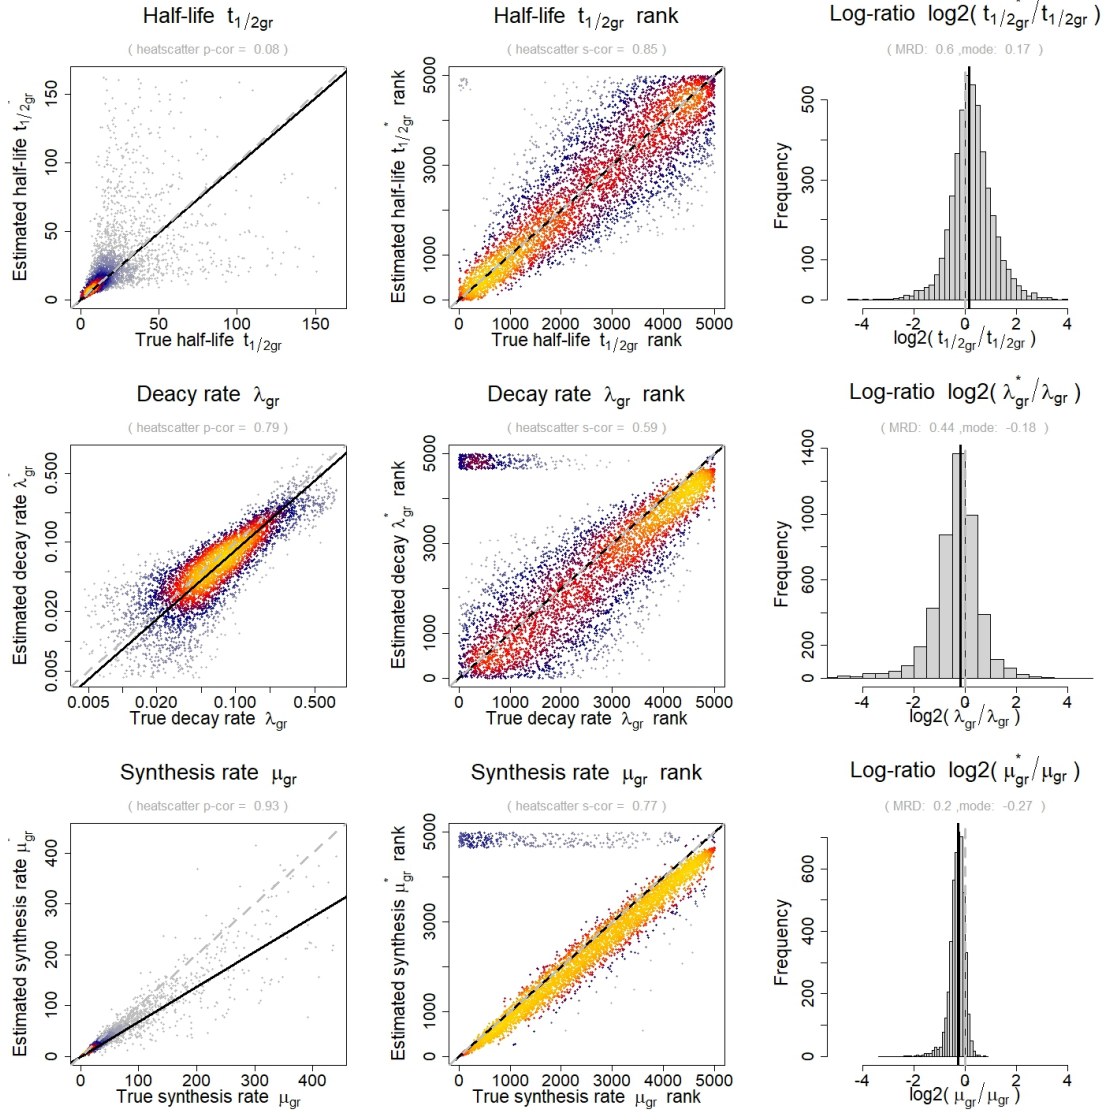 Half-life t1/2gr
( heatscatter p-cor = 0.08 )
Estimated half-life t*1/2gr
0 50 100 150
0 50 100 150
True half-life t1/2gr
Half-life t1/2gr rank
( heatscatter s-cor = 0.85 )
Estimated half-life t*1/2gr rank
0 1000 3000 5000
0 1000 2000 3000 4000 5000
True half-life t1/2gr rank
Log-ratio log2( t*1/2gr/t1/2gr )
( MRD: 0.6 ,mode: 0.17 )
Frequency
0 100 300 500
-4 -2 0 2 4
log2( t1/2gr/t1/2gr )
Deacy rate λgr
( heatscatter p-cor = 0.79 )
Estimated decay rate λ*gr
0.005 0.020 0.100 0.500
0.005 0.020 0.100 0.500
True decay rate λgr
Decay rate λgr rank
( heatscatter s-cor = 0.59 )
Estimated decay λ*gr rank
0 1000 3000 5000
0 1000 2000 3000 4000 5000
True decay rate λgr rank
Log-ratio log2( λ*gr/λgr )
( MRD: 0.44 ,mode: -0.18 )
Frequency
0 200 400 600 800 1000 1400
-4 -2 0 2 4
log2( λgr/λgr )
Synthesis rate μgr
( heatscatter p-cor = 0.93 )
Estimated synthesis rate μ*gr
0 100 200 300 400
0 100 200 300 400
True synthesis rate μgr
Synthesis rate μgr rank
( heatscatter s-cor = 0.77 )
Estimated synthesis μ*gr rank
0 1000 3000 5000
0 1000 2000 3000 4000 5000
True synthesis rate μgr rank
Log-ratio log2( μ*gr/μgr )
( MRD: 0.2 ,mode: -0.27 )
Frequency
0 200 400 600
-4 -2 0 2 4
log2( μgr/μgr )